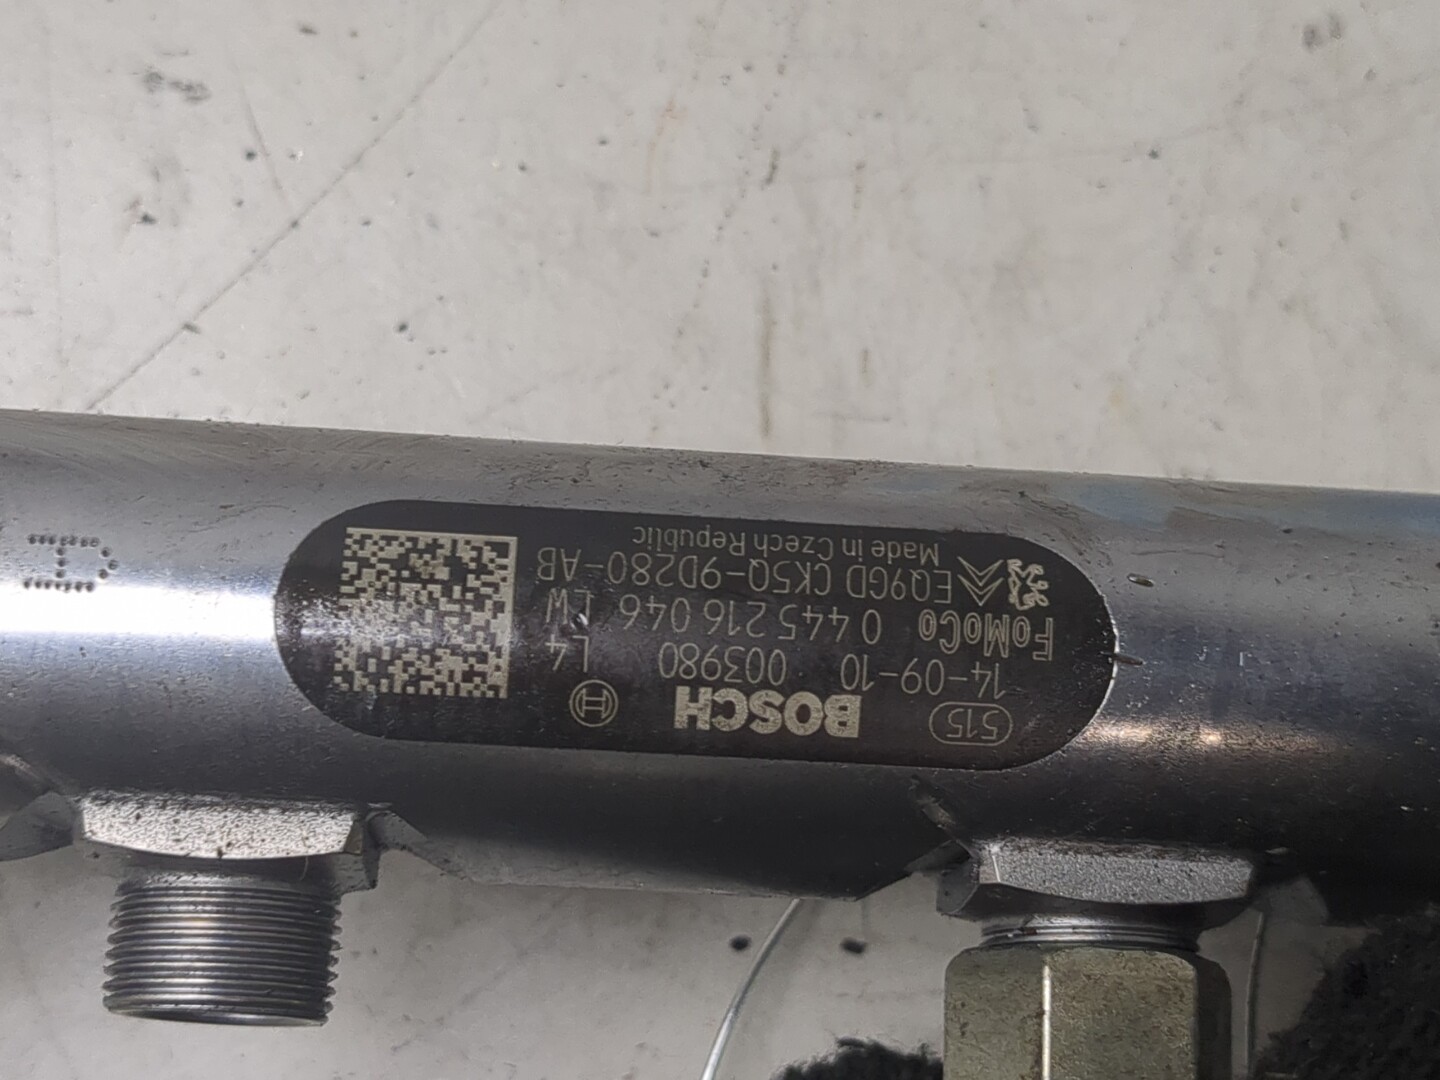 515 BOSCH
14-09-10 003980 L4
FoMoCo 0 445 216 046 LW
EQ9GD CK5Q-9D280-AB
Made in Czech Republic